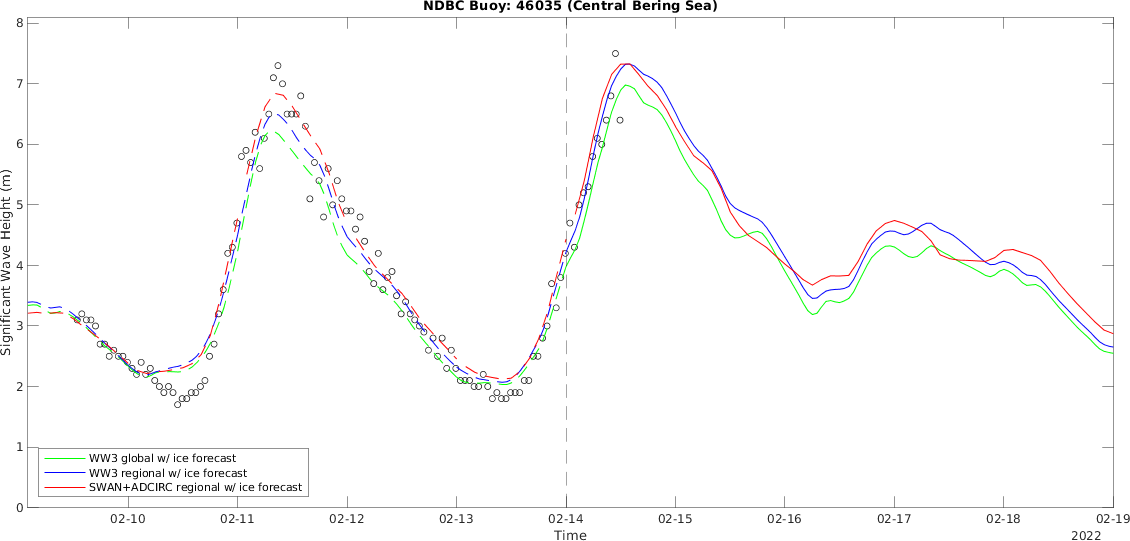 NDBC Buoy: 46035 (Central Bering Sea)
8
7
6
5
4
3
2
1
0
Significant Wave Height (m)
WW3 global w/ ice forecast
WW3 regional w/ ice forecast
SWAN+ADCIRC regional w/ ice forecast
02-10 02-11 02-12 02-13 02-14 02-15 02-16 02-17 02-18 02-19
Time
2022